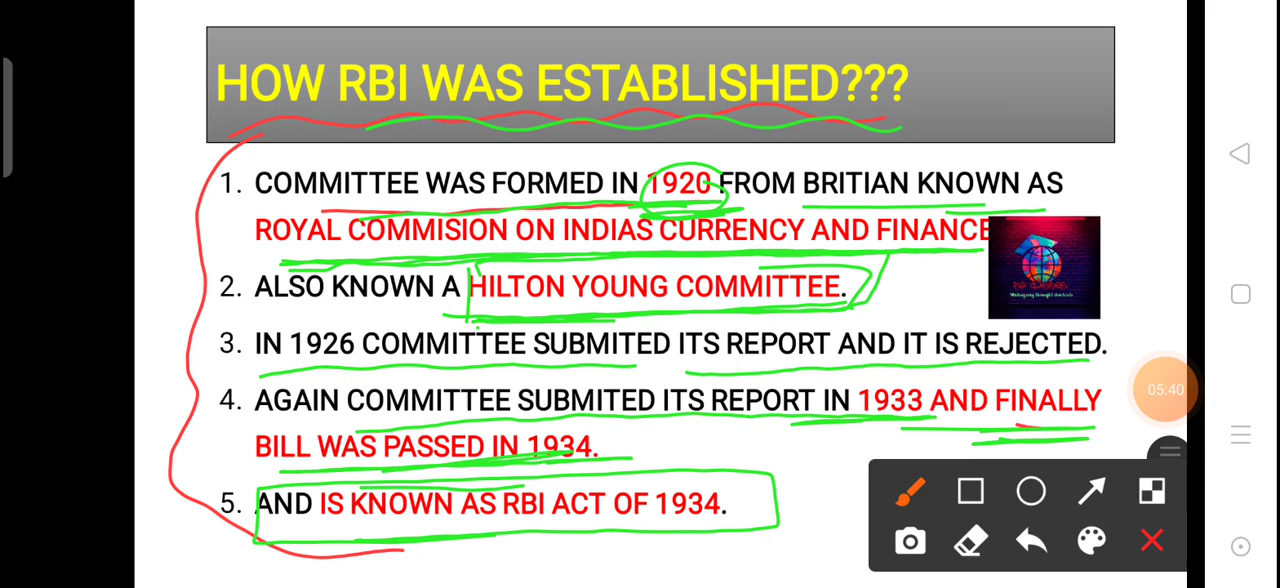 HOW RBI WAS ESTABLISHED???
1. COMMITTEE WAS FORMED IN 1920 FROM BRITIAN KNOWN AS
ROYAL COMMISION ON INDIAS CURRENCY AND FINANCE
2. ALSO KNOWN A HILTON YOUNG COMMITTEE.
3. IN 1926 COMMITTEE SUBMITED ITS REPORT AND IT IS REJECTED.
4. AGAIN COMMITTEE SUBMITED ITS REPORT IN 1933 AND FINALLY
BILL WAS PASSED IN 1934.
5. AND IS KNOWN AS RBI ACT OF 1934.
05:40